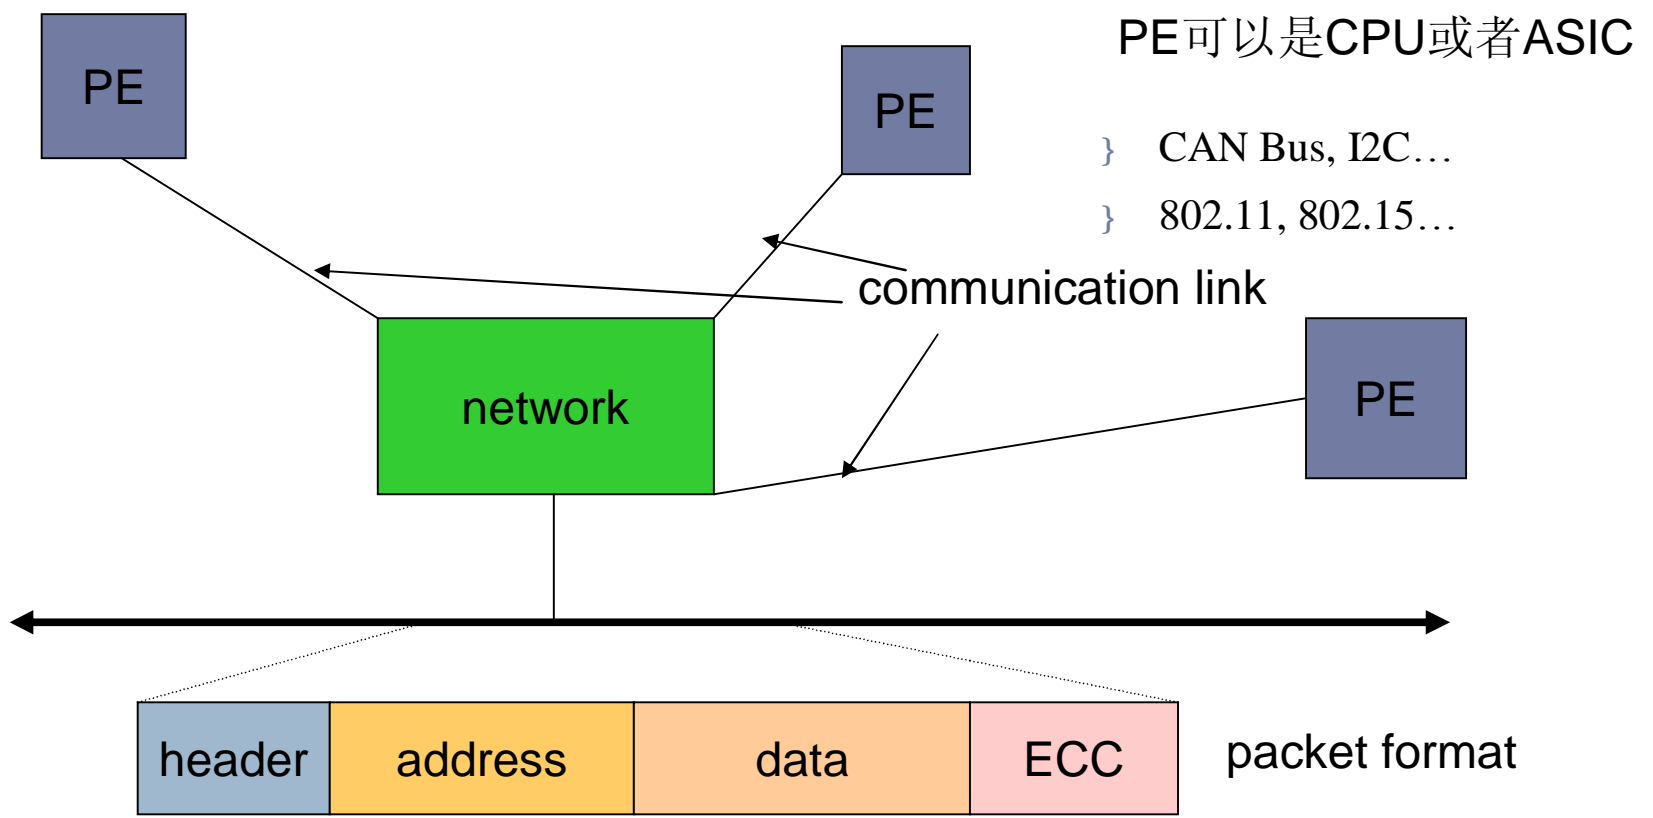 PE可以是CPU或者ASIC
PE
PE
} CAN Bus, I2C…
} 802.11, 802.15…
communication link
network
PE
header address data ECC packet format